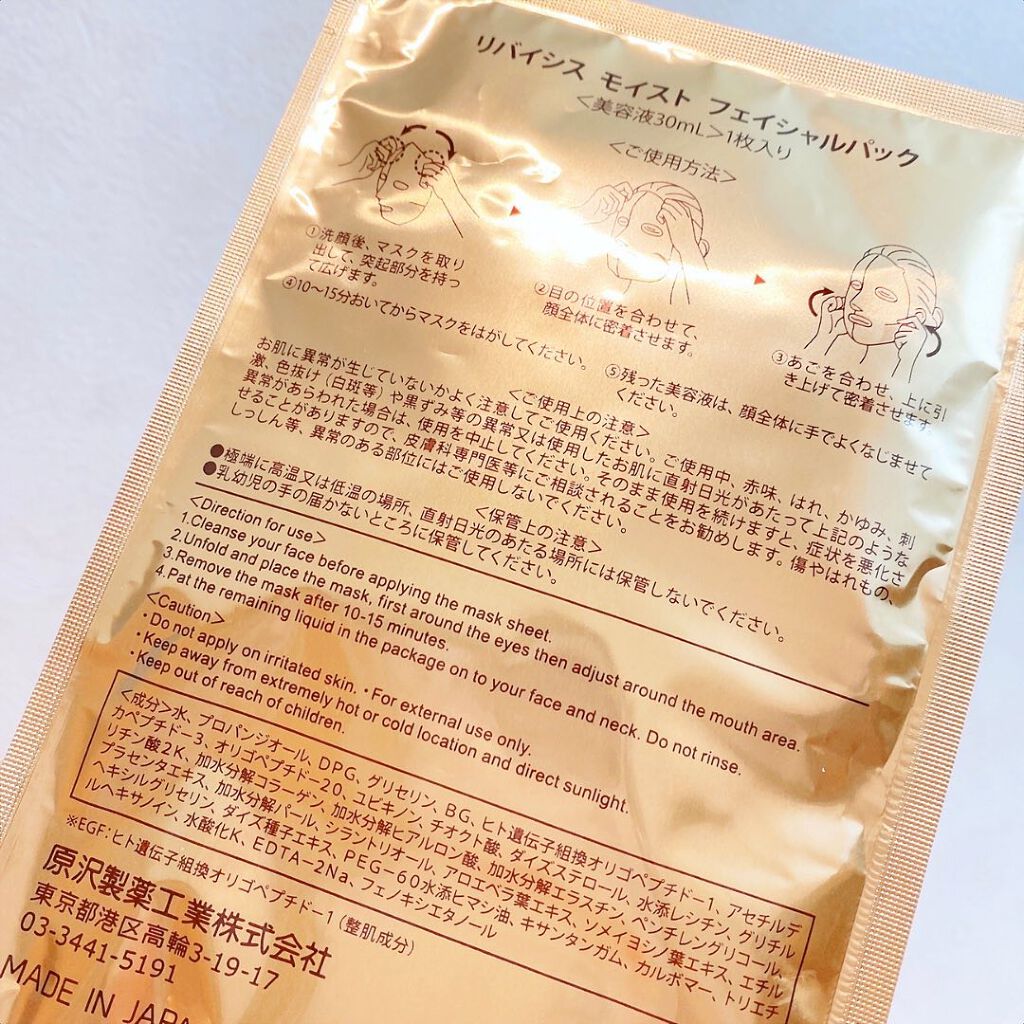 リバイシス モイスト フェイシャルパック
<美容液30mL>1枚入り
<ご使用方法>
①洗顔後、マスクを取り
出して、突起部分を持っ
て広げます。
②目の位置を合わせて、
顔全体に密着させます。
③あごを合わせ、上に引
き上げて密着させます。
④10〜15分おいてからマスクをはがしてください。
⑤残った美容液は、顔全体に手でよくなじませて
ください。
<ご使用上の注意>
お肌に異常が生じていないかよく注意してご使用ください。ご使用中、赤味、はれ、かゆみ、刺
激、色抜け(白斑等)や黒ずみ等の異常又は使用したお肌に直射日光があたって上記のような
異常があらわれた場合は、使用を中止してください。そのまま使用を続けますと、症状を悪化さ
せることがありますので、皮膚科専門医等にご相談されることをお勧めします。傷やはれもの、
しっしん等、異常のある部位にはご使用しないでください。
<保管上の注意>
●極端に高温又は低温の場所、直射日光のあたる場所には保管しないでください。
●乳幼児の手の届かないところに保管してください。
<Direction for use>
1.Cleanse your face before applying the mask sheet.
2.Unfold and place the mask, first around the eyes then adjust around the mouth area.
3.Remove the mask after 10-15 minutes.
4.Pat the remaining liquid in the package on to your face and neck. Do not rinse.
<Caution>
・Do not apply on irritated skin. ・For external use only.
・Keep away from extremely hot or cold location and direct sunlight.
・Keep out of reach of children.
<成分>水、プロパンジオール、DPG、グリセリン、BG、ヒト遺伝子組換オリゴペプチド－1、アセチルデ
カペプチド－3、オリゴペプチド－20、ユビキノン、チオクト酸、ダイズステロール、水添レシチン、グリチル
リチン酸2K、加水分解コラーゲン、加水分解ヒアルロン酸、加水分解エラスチン、ペンチレングリコール、
プラセンタエキス、加水分解パール、シラントリオール、アロエベラ葉エキス、ソメイヨシノ葉エキス、エチル
ヘキシルグリセリン、ダイズ種子エキス、PEG－60水添ヒマシ油、キサンタンガム、カルボマー、トリエチ
ルヘキサノイン、水酸化K、EDTA－2Na、フェノキシエタノール
※EGF：ヒト遺伝子組換オリゴペプチド－1(整肌成分)
原沢製薬工業株式会社
東京都港区高輪3-19-17
03-3441-5191
MADE IN JAPA